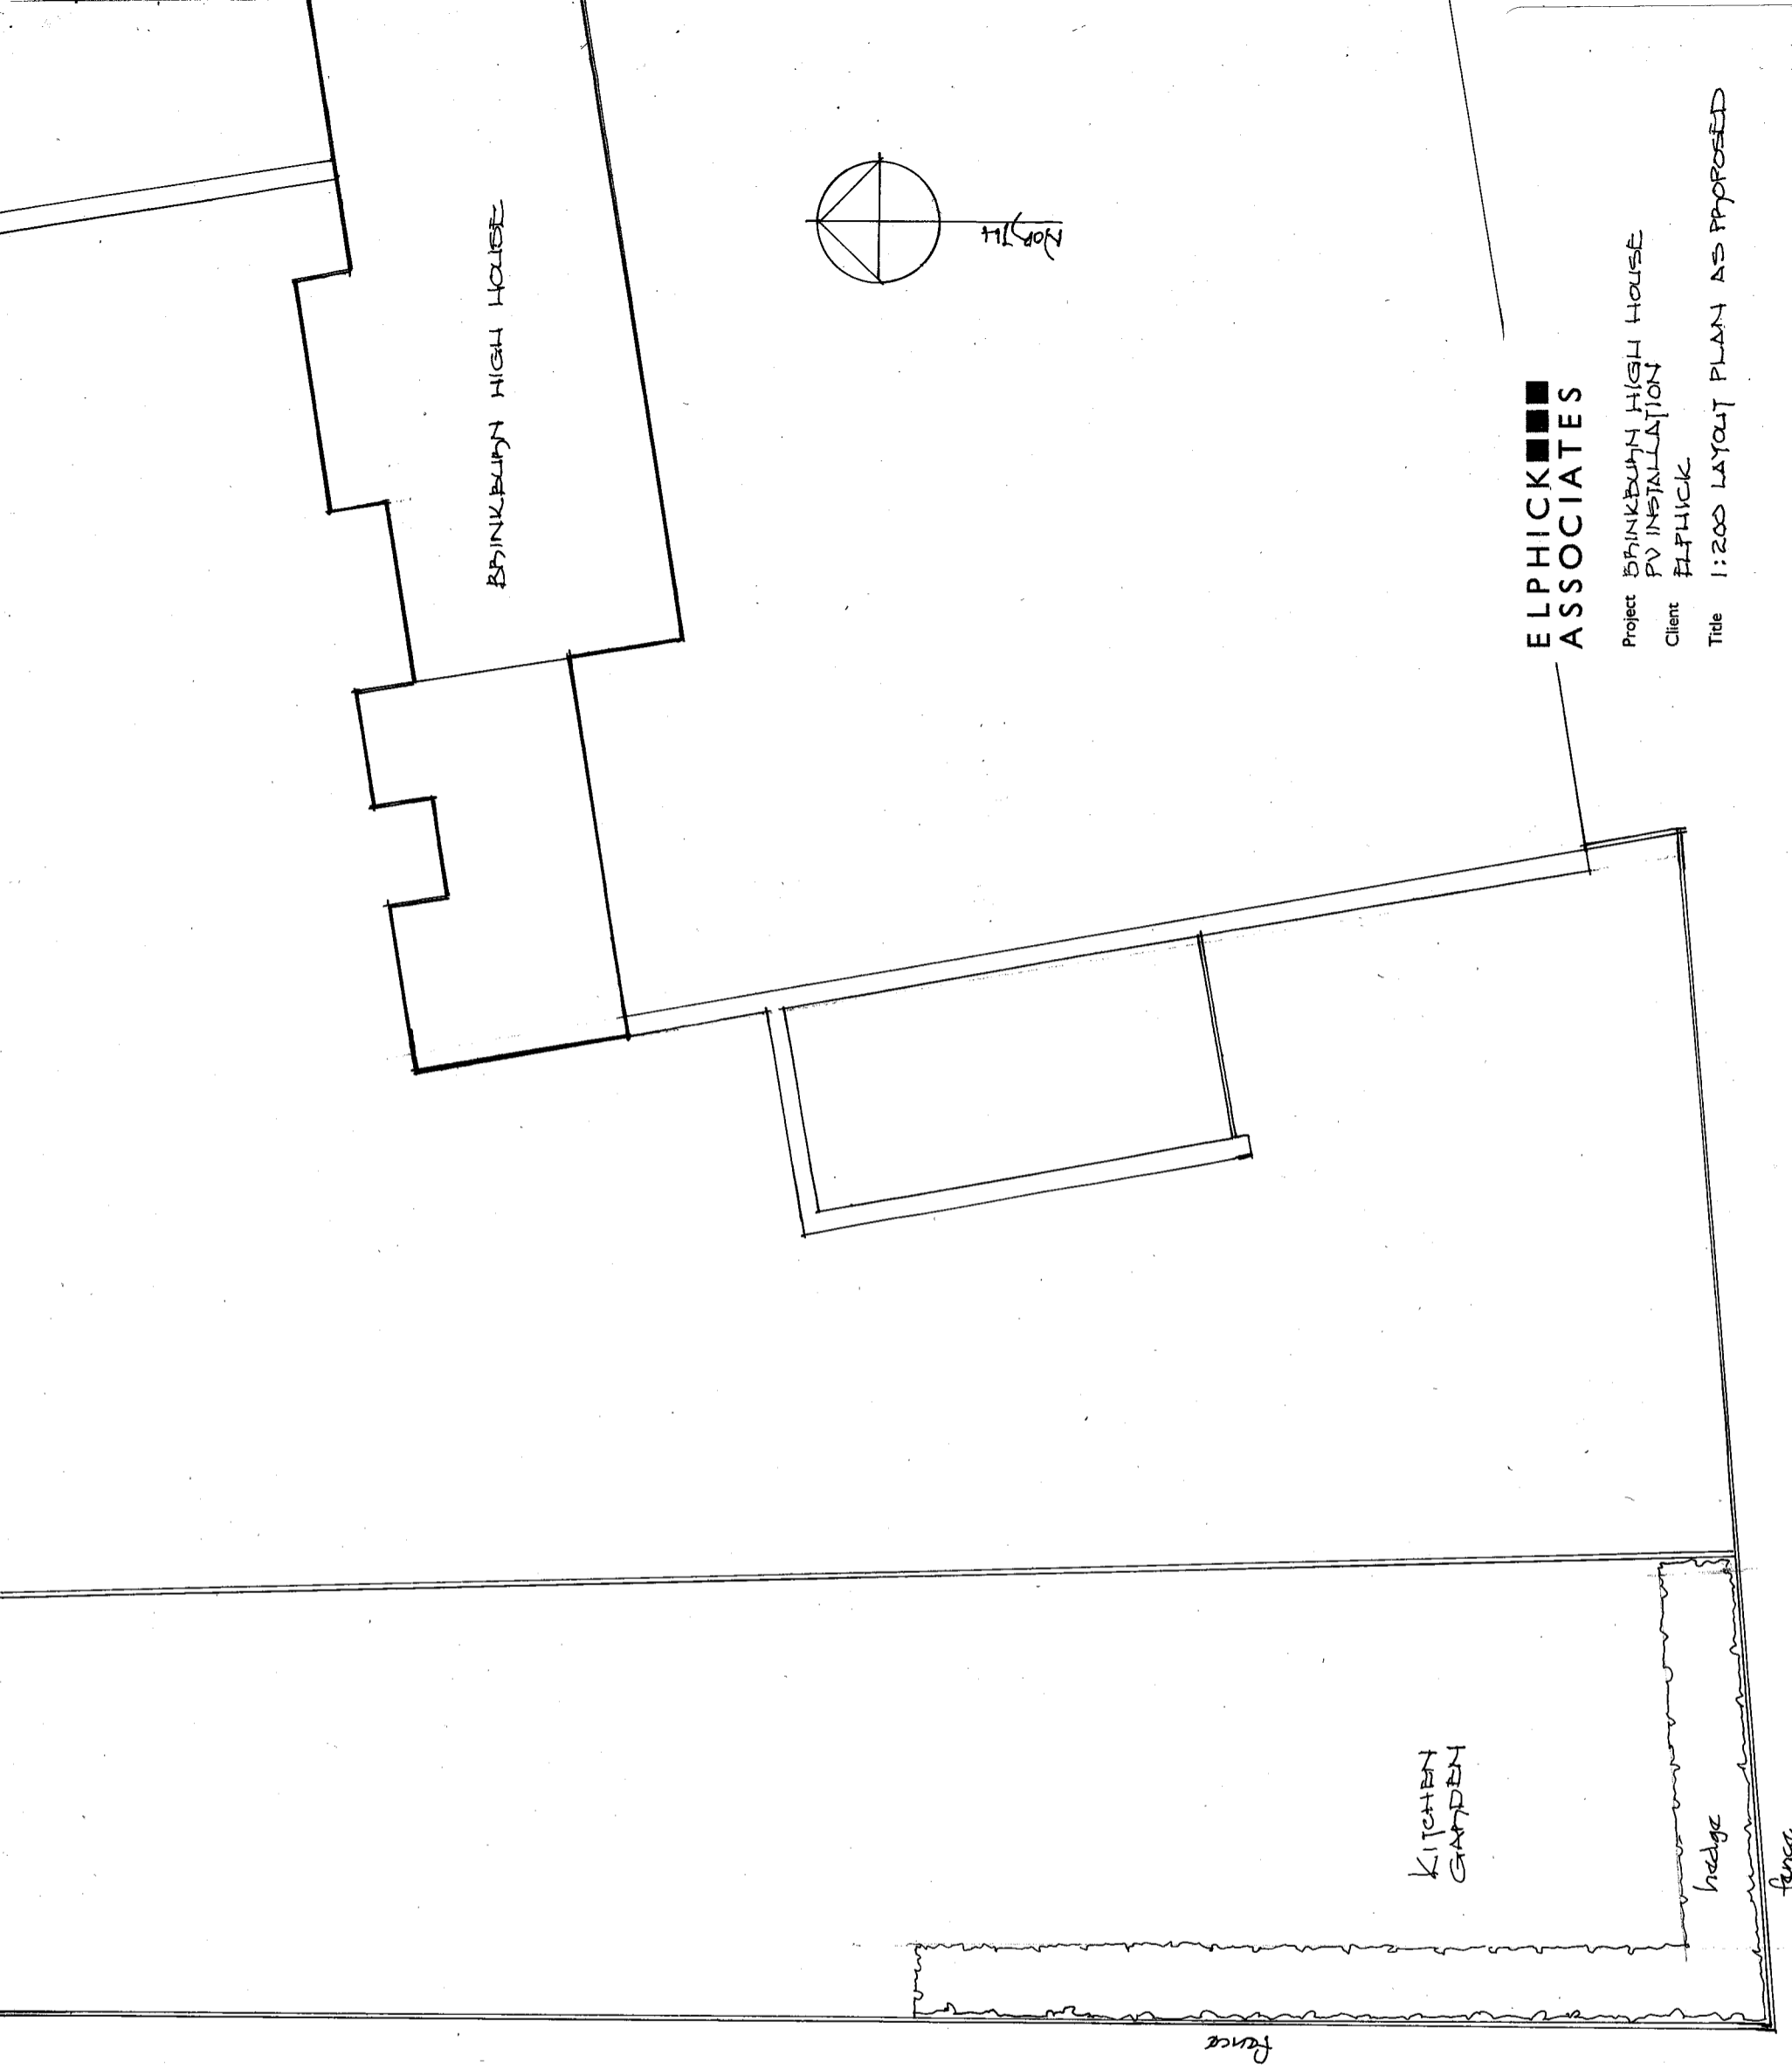 BRINKBURN HIGH HOUSE
NORTH
ELPHICK
ASSOCIATES
Project BRINKBURN HIGH HOUSE
PV INSTALLATION
Client ELPHICK
Title 1:200 LAYOUT PLAN AS PROPOSED
KITCHEN
GARDEN
hedge
fence
fence